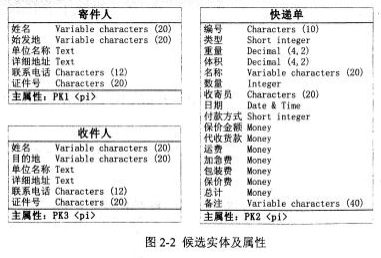 寄件人
姓名 Variable characters (20)
始发地 Variable characters (20)
单位名称 Text
详细地址 Text
联系电话 Characters (12)
证件号 Characters (20)
主属性: PK1 <pi>
收件人
姓名 Variable characters (20)
目的地 Variable characters (20)
单位名称 Text
详细地址 Text
联系电话 Characters (12)
证件号 Characters (20)
主属性: PK3 <pi>
快递单
编号 Characters (10)
类型 Short integer
重量 Decimal (4,2)
体积 Decimal (4,2)
名称 Variable characters (20)
数量 Integer
收寄员 Characters (20)
日期 Date & Time
付款方式 Short integer
保价金额 Money
代收货款 Money
运费 Money
加急费 Money
包装费 Money
保价费 Money
总计 Money
备注 Variable characters (40)
主属性: PK2 <pi>
图 2-2 候选实体及属性